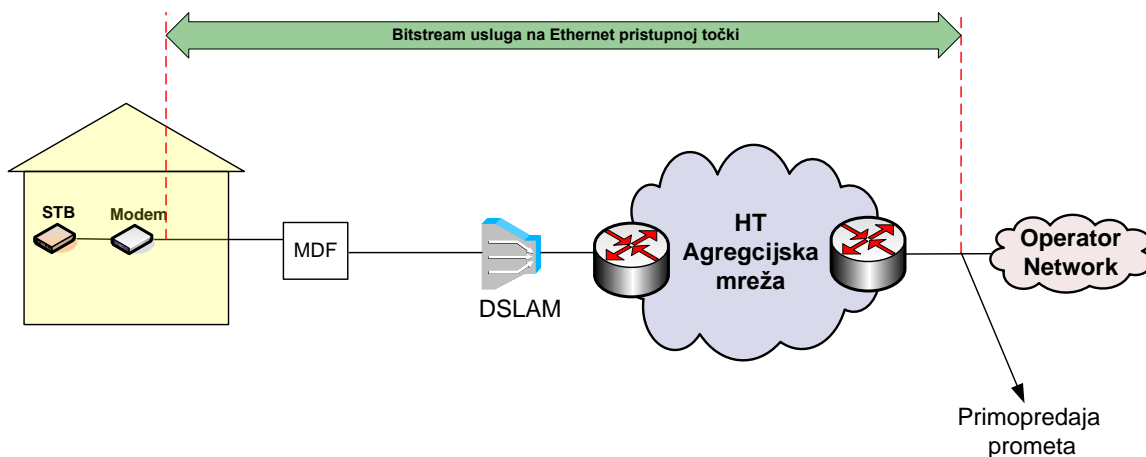 Bitstream usluga na Ethernet pristupnoj točki
STB
Modem
MDF
DSLAM
HT
Agregcijska
mreža
Operator
Network
Primopredaja
prometa